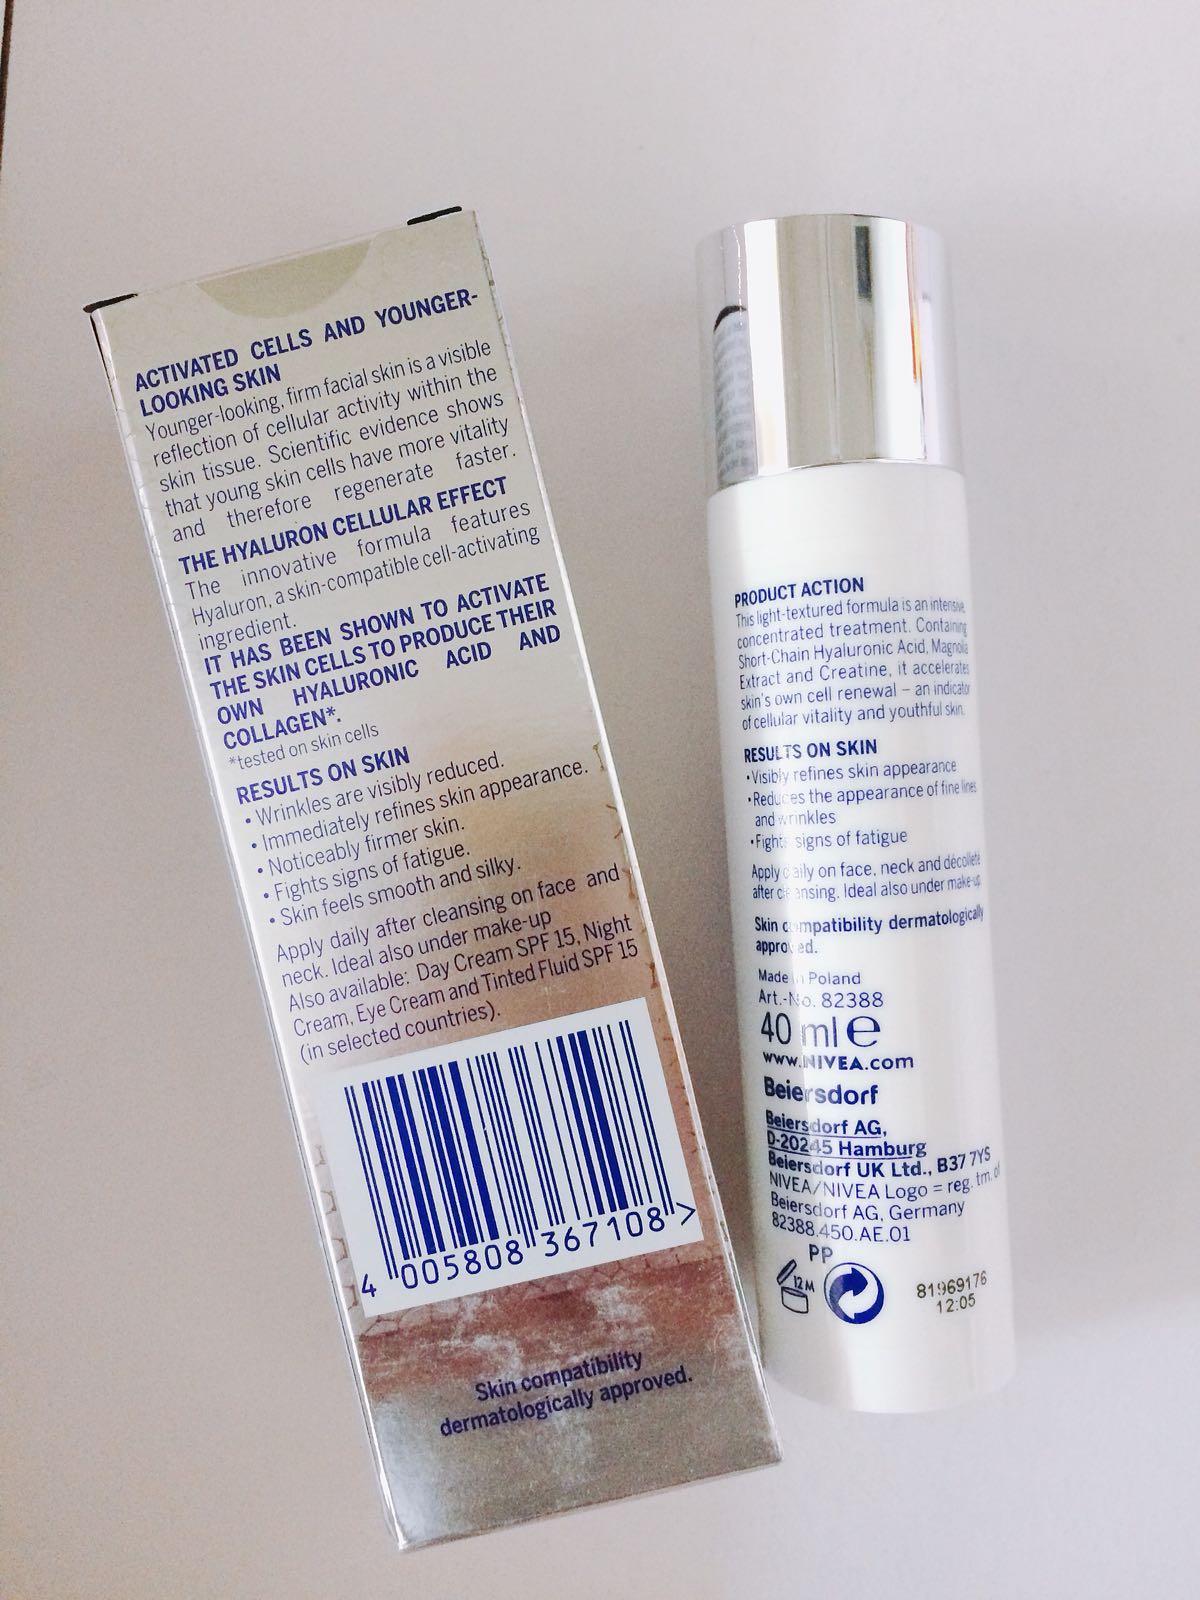 ACTIVATED CELLS AND YOUNGER-
LOOKING SKIN
Younger-looking, firm facial skin is a visible
reflection of cellular activity within the
skin tissue. Scientific evidence shows
that young skin cells have more vitality
and therefore regenerate faster.
THE HYALURON CELLULAR EFFECT
The innovative formula features
Hyaluron, a skin-compatible cell-activating
ingredient.
IT HAS BEEN SHOWN TO ACTIVATE
THE SKIN CELLS TO PRODUCE THEIR
OWN HYALURONIC ACID AND
COLLAGEN*.
*tested on skin cells
RESULTS ON SKIN
• Wrinkles are visibly reduced.
• Immediately refines skin appearance.
• Noticeably firmer skin.
• Fights signs of fatigue.
• Skin feels smooth and silky.
Apply daily after cleansing on face and
neck. Ideal also under make-up
Also available: Day Cream SPF 15, Night
Cream, Eye Cream and Tinted Fluid SPF 15
(in selected countries).
4 005808 367108 >
Skin compatibility
dermatologically approved.
PRODUCT ACTION
This light-textured formula is an intensive,
concentrated treatment. Containing
Short-Chain Hyaluronic Acid, Magnolia
Extract and Creatine, it accelerates
skin's own cell renewal – an indicator
of cellular vitality and youthful skin.
RESULTS ON SKIN
• Visibly refines skin appearance
• Reduces the appearance of fine lines
and wrinkles
• Fights signs of fatigue
Apply daily on face, neck and décolleté
after cleansing. Ideal also under make-up
Skin compatibility dermatologically
approved.
Made in Poland
Art.-No. 82388
40 ml e
www.NIVEA.com
Beiersdorf
Beiersdorf AG,
D-20245 Hamburg
Beiersdorf UK Ltd., B37 7YS
NIVEA/NIVEA Logo = reg. tm. of
Beiersdorf AG, Germany
82388.450.AE.01
PP
12 M
81969176
12:05